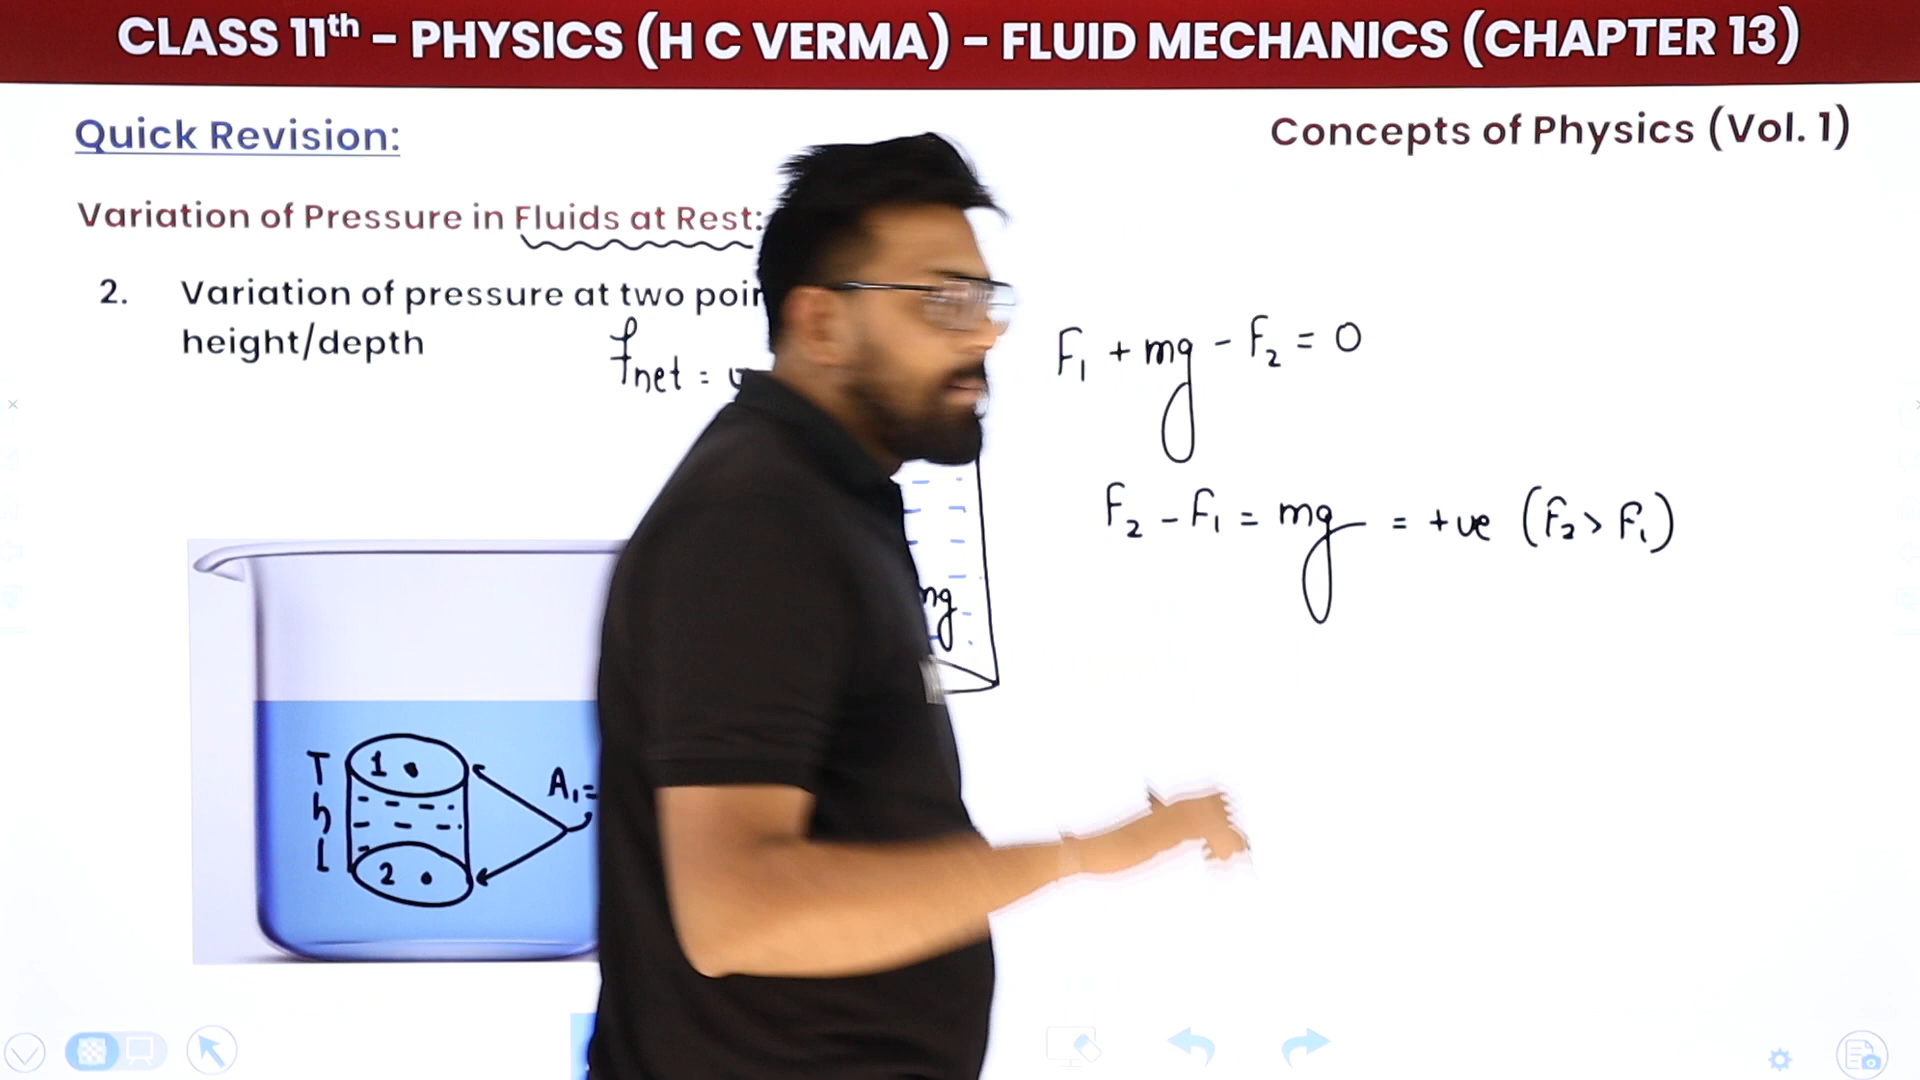 CLASS 11th – PHYSICS (H C VERMA) – FLUID MECHANICS (CHAPTER 13)
Quick Revision:
Concepts of Physics (Vol. 1)
Variation of Pressure in Fluids at Rest:
2. Variation of pressure at two
height/depth
Fnet =
F₁ + mg - F₂ = 0
F₂ - F₁ = mg = +ve (F₂ > F₁)
mg
1
h
A₁ =
2